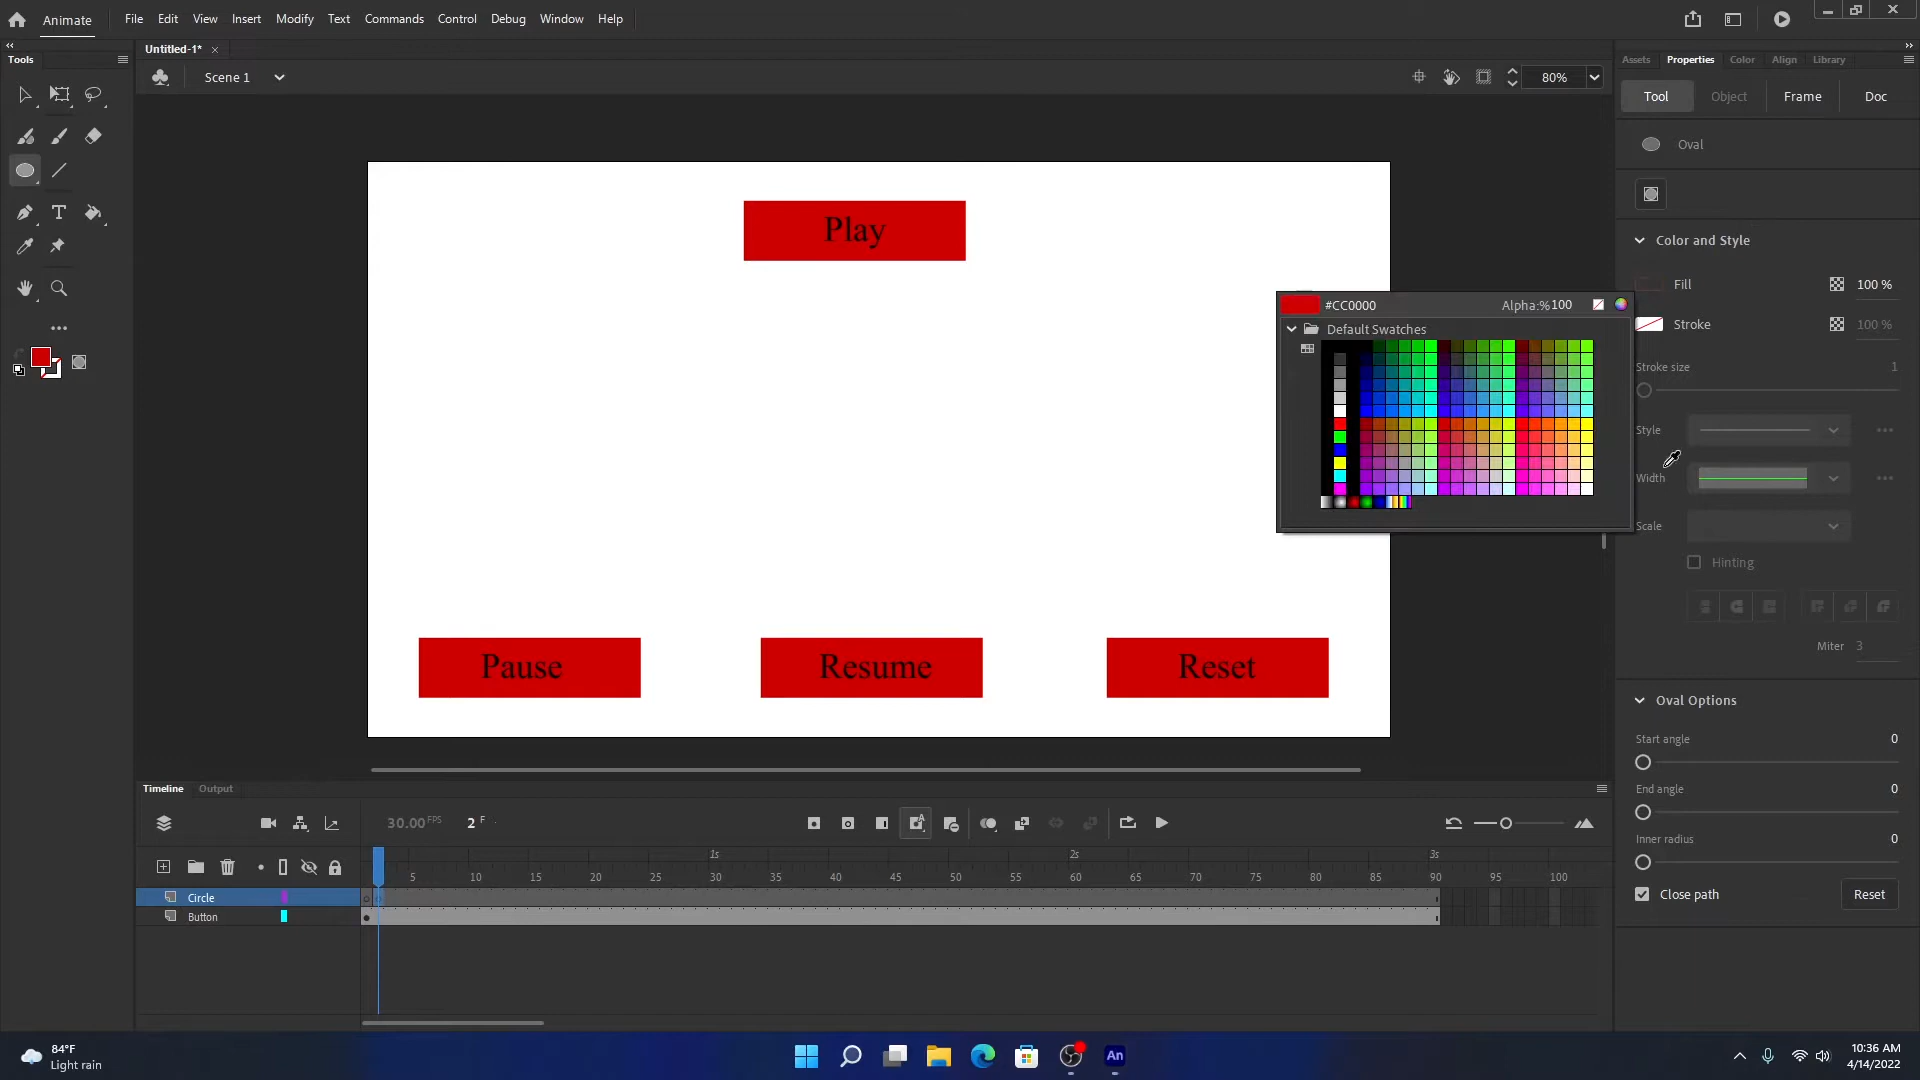 Animate File Edit View Insert Modify Text Commands Control Debug Window Help
Untitled-1* ×
Tools
Scene 1
80%
Assets Properties Color Align Library
Tool Object Frame Doc
Oval
Color and Style
Fill 100 %
Stroke 100 %
Stroke size 1
Style
Width
Scale
Hinting
Miter 3
Oval Options
Start angle 0
End angle 0
Inner radius 0
Close path Reset
#CC0000 Alpha:% 100
Default Swatches
Play
Pause Resume Reset
Timeline Output
30.00 FPS 2 F
1s 2s 3s
5 10 15 20 25 30 35 40 45 50 55 60 65 70 75 80 85 90 95 100
Circle
Button
84°F
Light rain
An
10:36 AM
4/14/2022